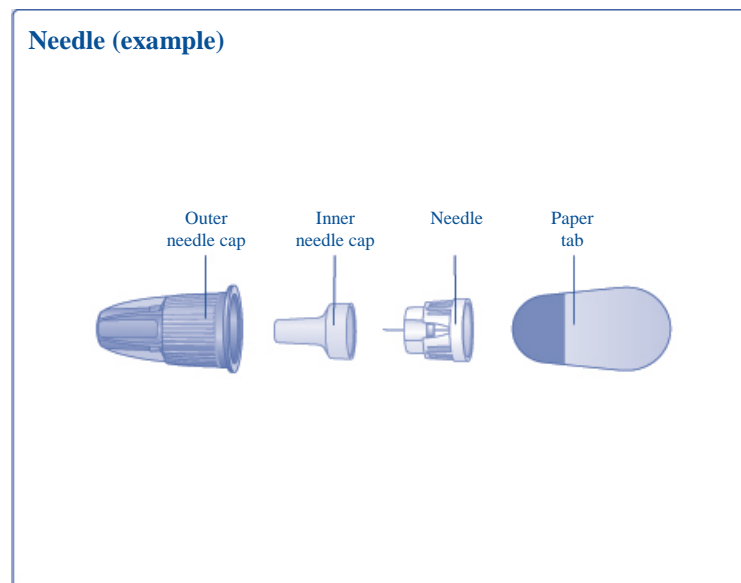 Needle (example)
Outer
needle cap
Inner
needle cap
Needle
Paper
tab